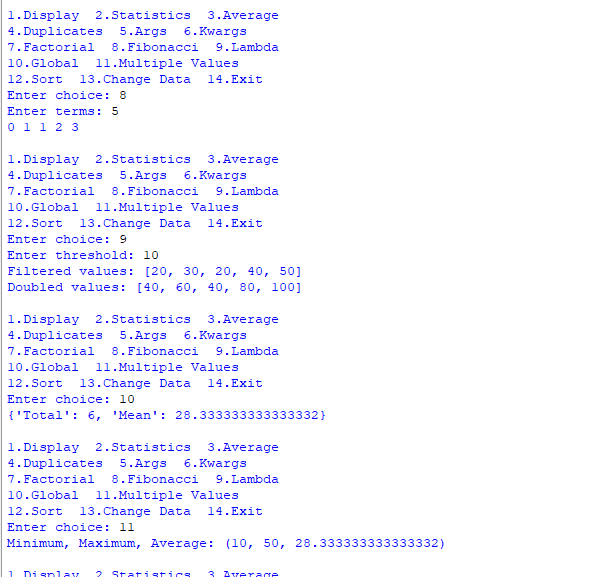 1.Display  2.Statistics  3.Average
4.Duplicates  5.Args  6.Kwargs
7.Factorial  8.Fibonacci  9.Lambda
10.Global  11.Multiple Values
12.Sort  13.Change Data  14.Exit
Enter choice: 8
Enter terms: 5
0 1 1 2 3

1.Display  2.Statistics  3.Average
4.Duplicates  5.Args  6.Kwargs
7.Factorial  8.Fibonacci  9.Lambda
10.Global  11.Multiple Values
12.Sort  13.Change Data  14.Exit
Enter choice: 9
Enter threshold: 10
Filtered values: [20, 30, 20, 40, 50]
Doubled values: [40, 60, 40, 80, 100]

1.Display  2.Statistics  3.Average
4.Duplicates  5.Args  6.Kwargs
7.Factorial  8.Fibonacci  9.Lambda
10.Global  11.Multiple Values
12.Sort  13.Change Data  14.Exit
Enter choice: 10
{'Total': 6, 'Mean': 28.333333333333332}

1.Display  2.Statistics  3.Average
4.Duplicates  5.Args  6.Kwargs
7.Factorial  8.Fibonacci  9.Lambda
10.Global  11.Multiple Values
12.Sort  13.Change Data  14.Exit
Enter choice: 11
Minimum, Maximum, Average: (10, 50, 28.333333333333332)

1.Display  2.Statistics  3.Average